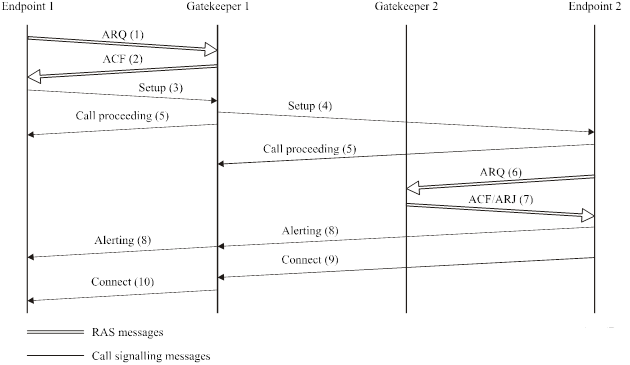 Endpoint 1 Gatekeeper 1 Gatekeeper 2 Endpoint 2
ARQ (1)
ACF (2)
Setup (3)
Setup (4)
Call proceeding (5)
Call proceeding (5)
ARQ (6)
ACF/ARJ (7)
Alerting (8)
Alerting (8)
Connect (9)
Connect (10)
RAS messages
Call signalling messages